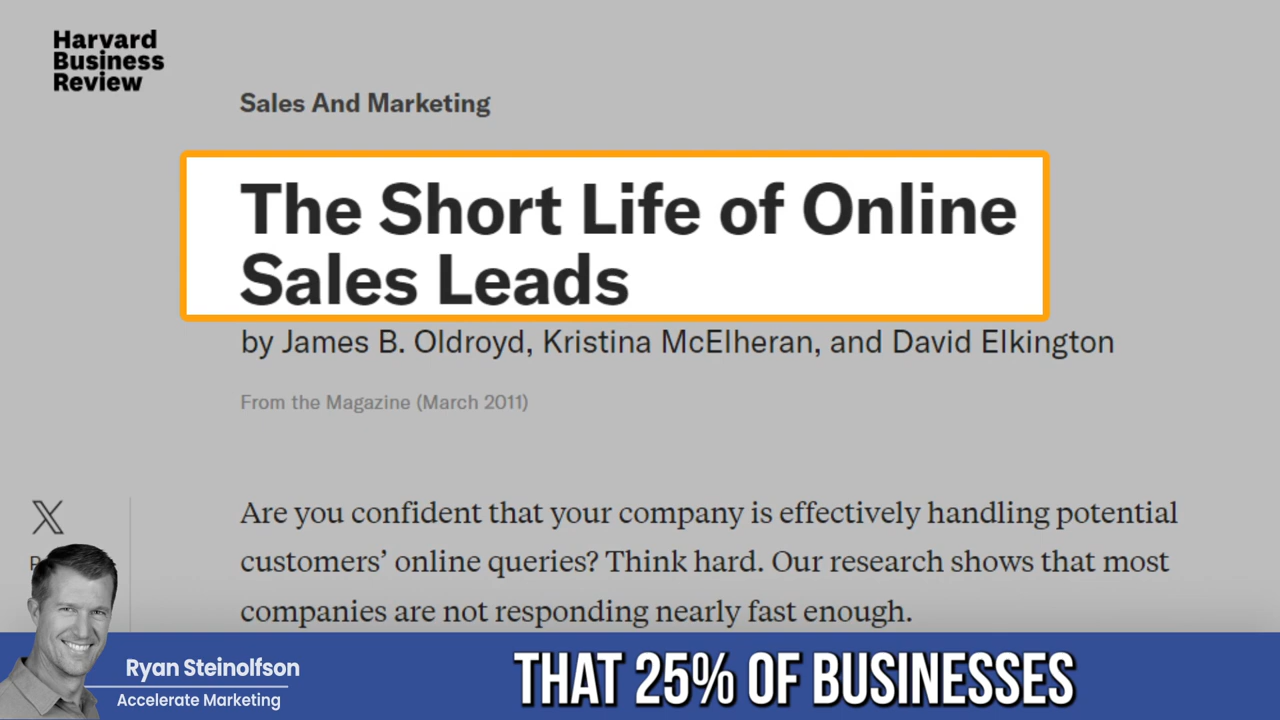 Harvard
Business
Review
Sales And Marketing
The Short Life of Online
Sales Leads
by James B. Oldroyd, Kristina McElheran, and David Elkington
From the Magazine (March 2011)
Are you confident that your company is effectively handling potential
customers’ online queries? Think hard. Our research shows that most
companies are not responding nearly fast enough.
Ryan Steinolfson
Accelerate Marketing
THAT 25% OF BUSINESSES